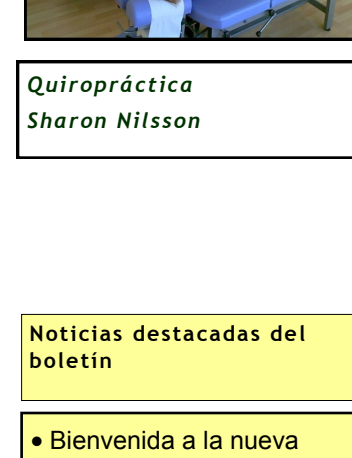 Quiropráctica
Sharon Nilsson
Noticias destacadas del
boletín
• Bienvenida a la nueva